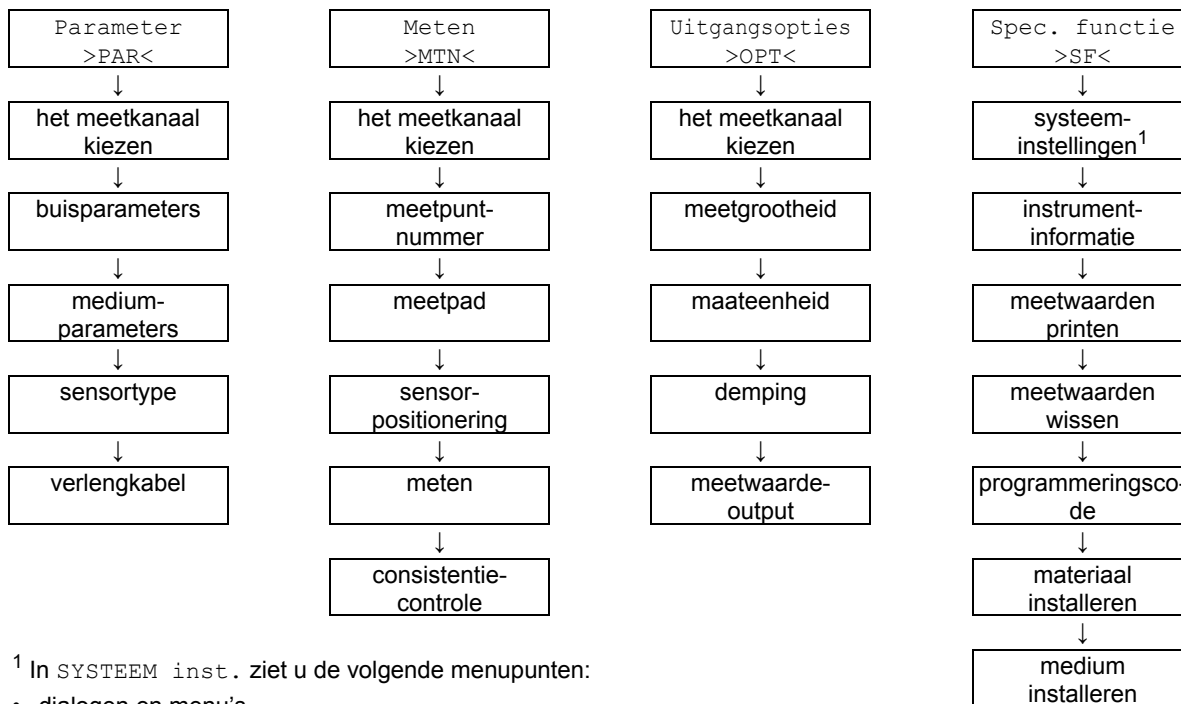 Parameter
>PAR<
↓
het meetkanaal
kiezen
↓
buisparameters
↓
medium-
parameters
↓
sensortype
↓
verlengkabel
Meten
>MTN<
↓
het meetkanaal
kiezen
↓
meetpunt-
nummer
↓
meetpad
↓
sensor-
positionering
↓
meten
↓
consistentie-
controle
Uitgangsopties
>OPT<
↓
het meetkanaal
kiezen
↓
meetgrootheid
↓
maateenheid
↓
demping
↓
meetwaarde-
output
Spec. functie
>SF<
↓
systeem-
instellingen1
↓
instrument-
informatie
↓
meetwaarden
printen
↓
meetwaarden
wissen
↓
programmeringsco-
de
↓
materiaal
installeren
↓
medium
installeren
1 In SYSTEEM inst. ziet u de volgende menupunten:
• dialogen en menu's